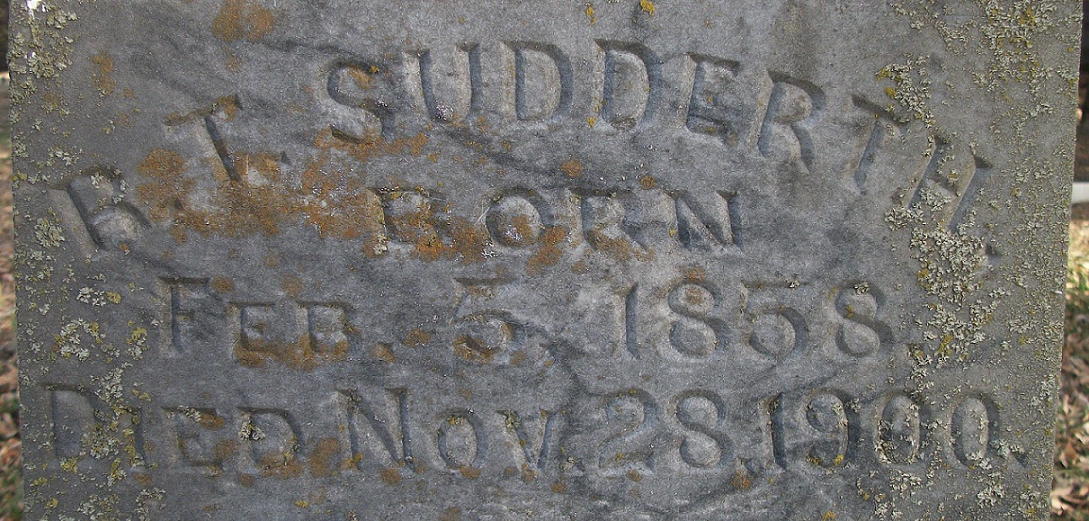 R.T. SUDDERTH.
BORN
FEB. 5 1858.
DIED NOV. 28, 1900.